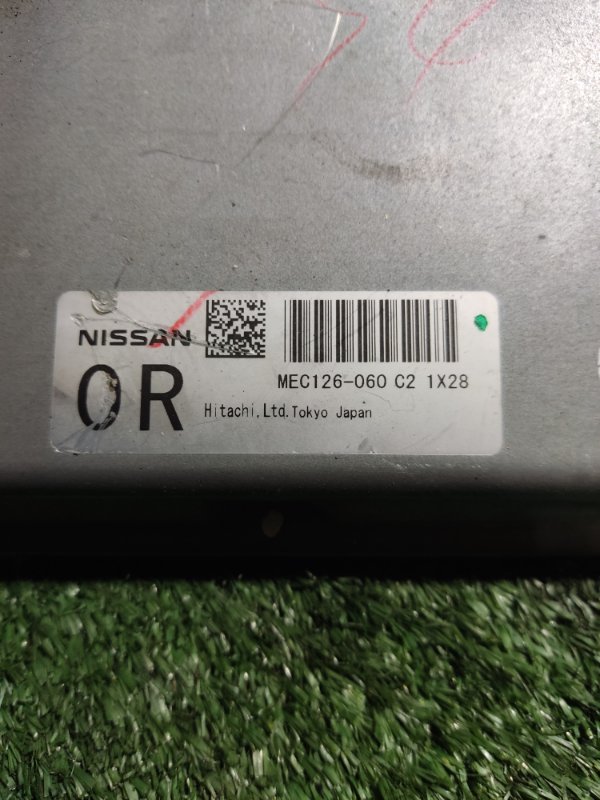 NISSAN
MEC126-060 C2 1X28
0R
Hitachi,Ltd.Tokyo Japan